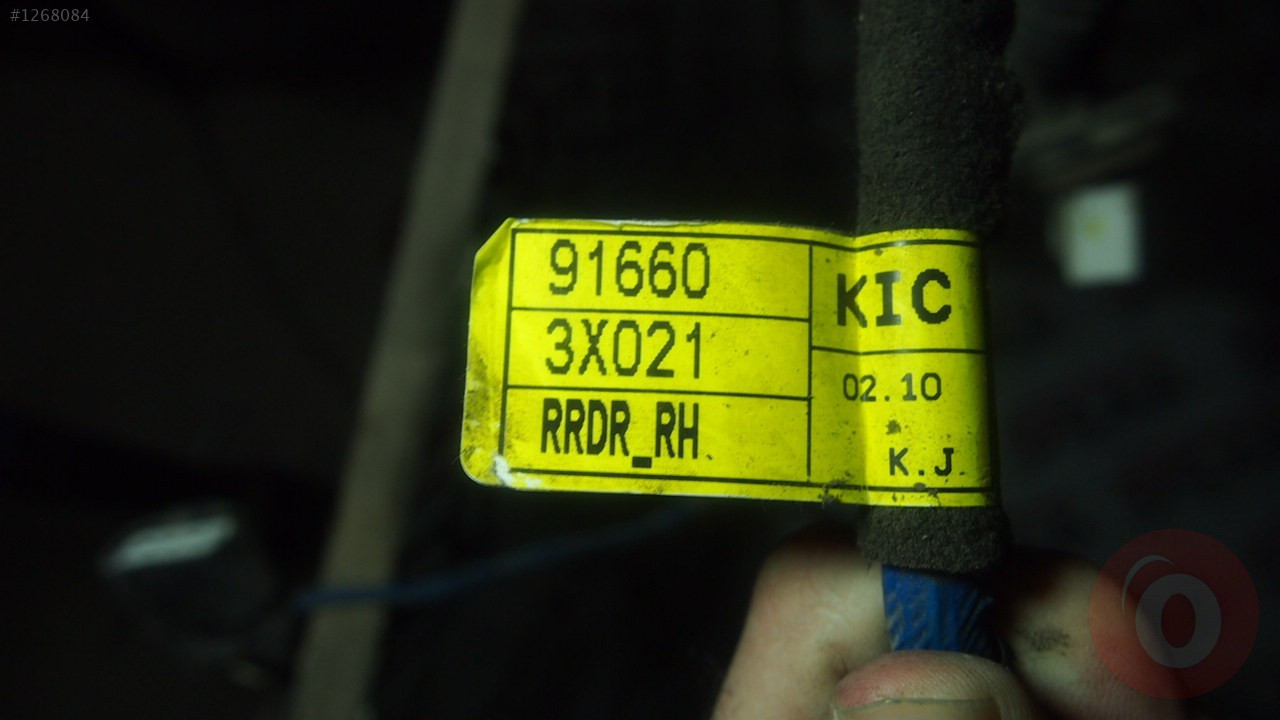 #1268084
91660
3X021
RRDR_RH
KIC
02.10
K.J